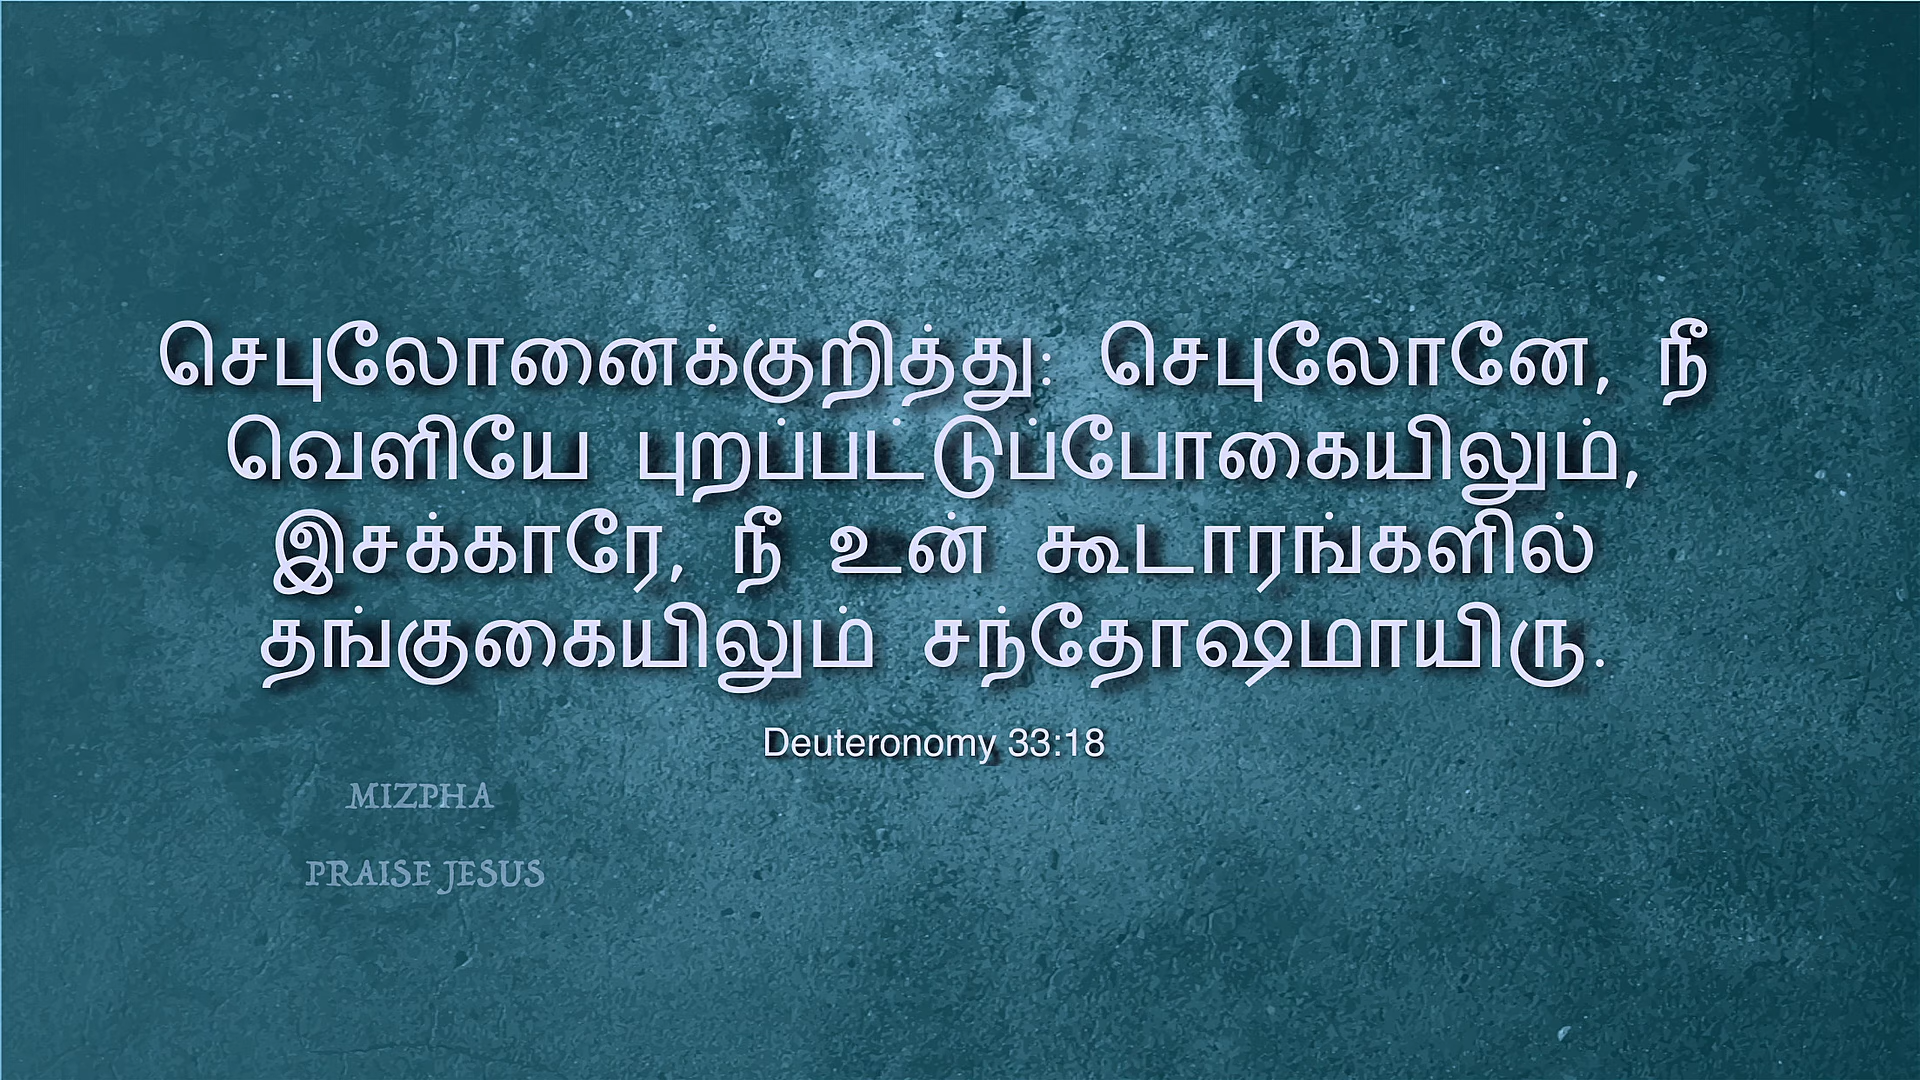 செபுலோனைக்குறித்து: செபுலோனே, நீ
வெளியே புறப்பட்டுப்போகையிலும்,
இசக்காரே, நீ உன் கூடாரங்களில்
தங்குகையிலும் சந்தோஷமாயிரு.
Deuteronomy 33:18
MIZPHA
PRAISE JESUS